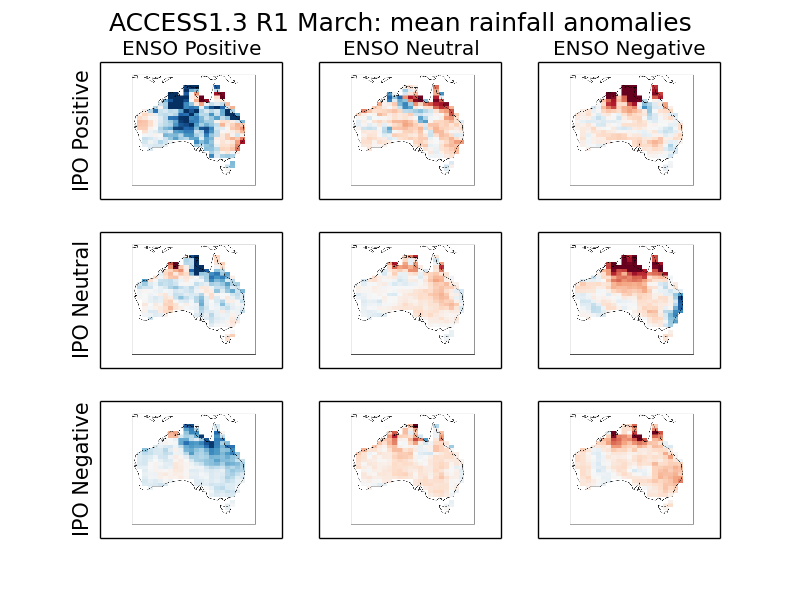 ACCESS1.3 R1 March: mean rainfall anomalies
ENSO Positive
ENSO Neutral
ENSO Negative
IPO Positive
IPO Neutral
IPO Negative